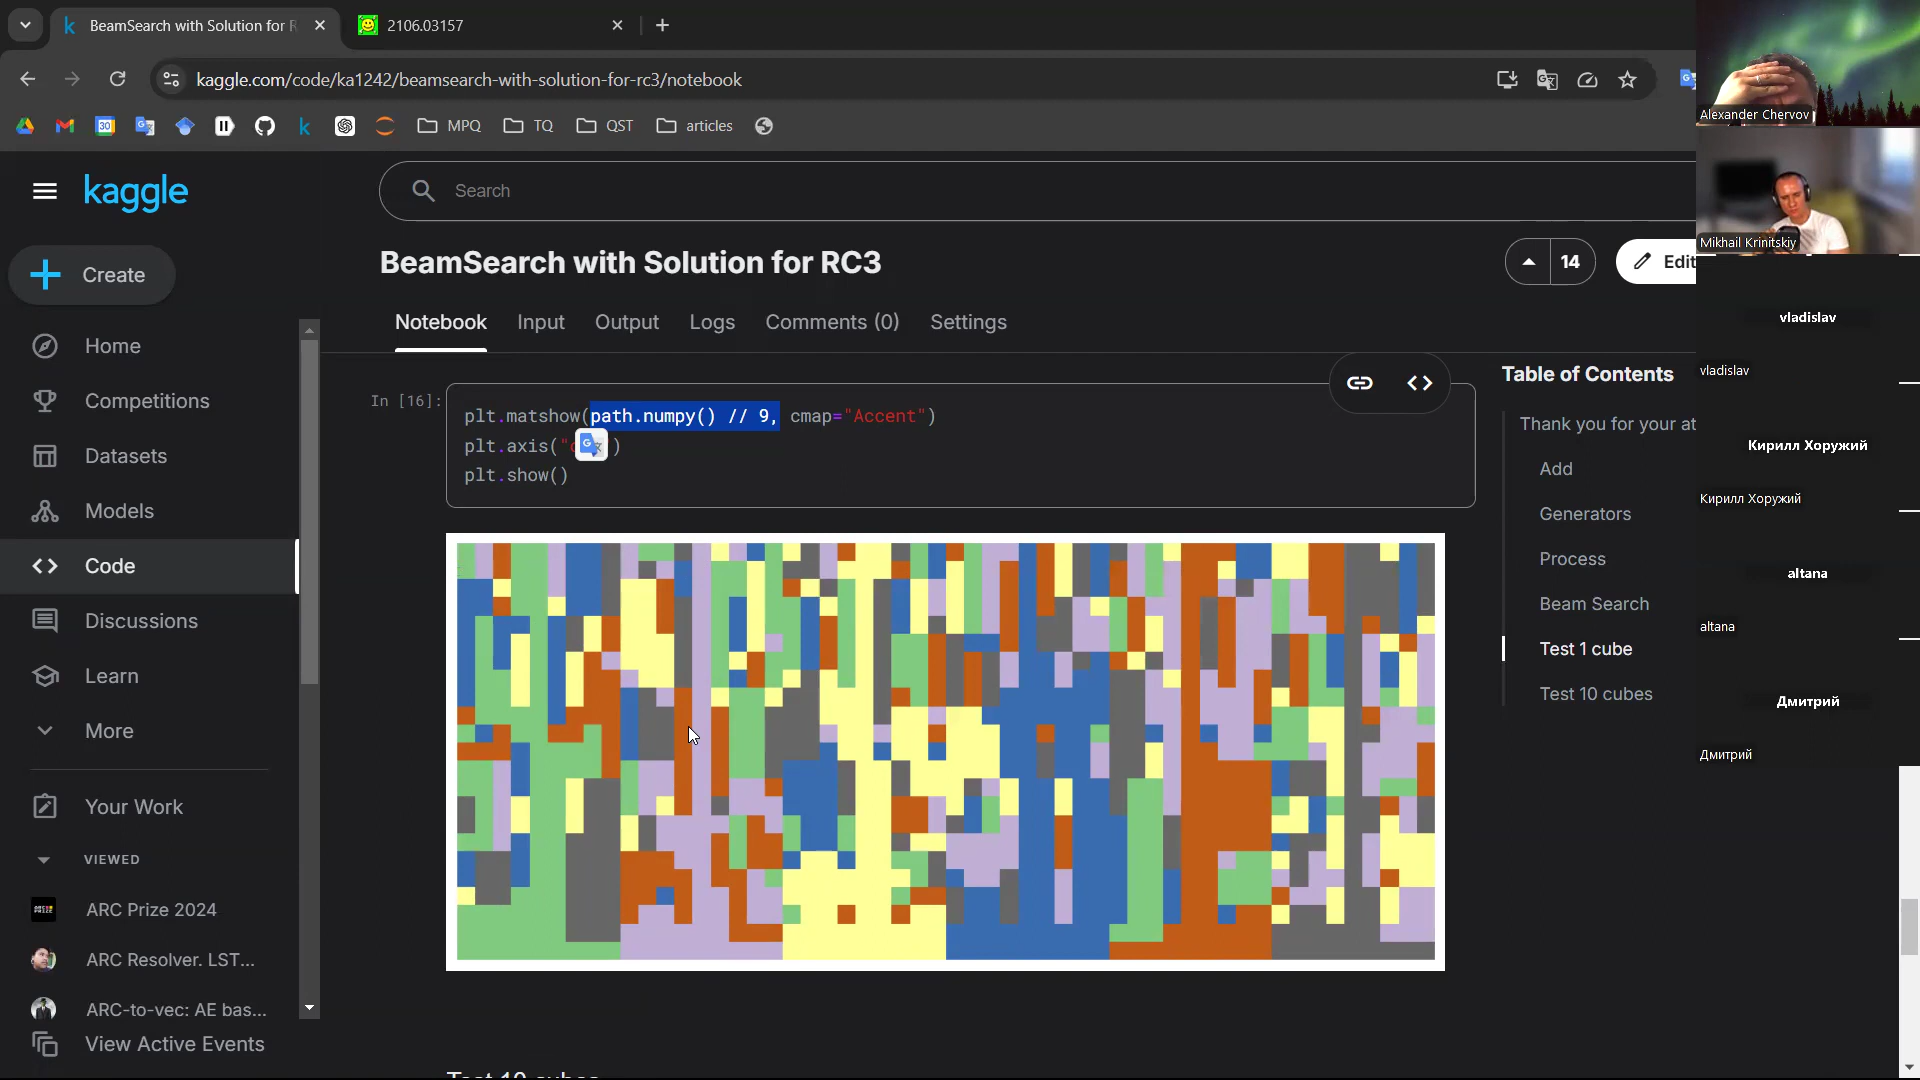 BeamSearch with Solution for R
2106.03157
kaggle.com/code/ka1242/beamsearch-with-solution-for-rc3/notebook
MPQ
TQ
QST
articles
kaggle
Search
Create
Home
Competitions
Datasets
Models
Code
Discussions
Learn
More
Your Work
VIEWED
ARC Prize 2024
ARC Resolver. LST...
ARC-to-vec: AE bas...
View Active Events
BeamSearch with Solution for RC3
14
Edit
Notebook Input Output Logs Comments (0) Settings
In [16]:
plt.matshow(path.numpy() // 9, cmap="Accent")
plt.axis(" )
plt.show()
Test 10 cubes
Table of Contents
Thank you for your at
Add
Generators
Process
Beam Search
Test 1 cube
Test 10 cubes
Alexander Chervov
Mikhail Krinitskiy
vladislav
vladislav
Кирилл Хоружий
Кирилл Хоружий
altana
altana
Дмитрий
Дмитрий